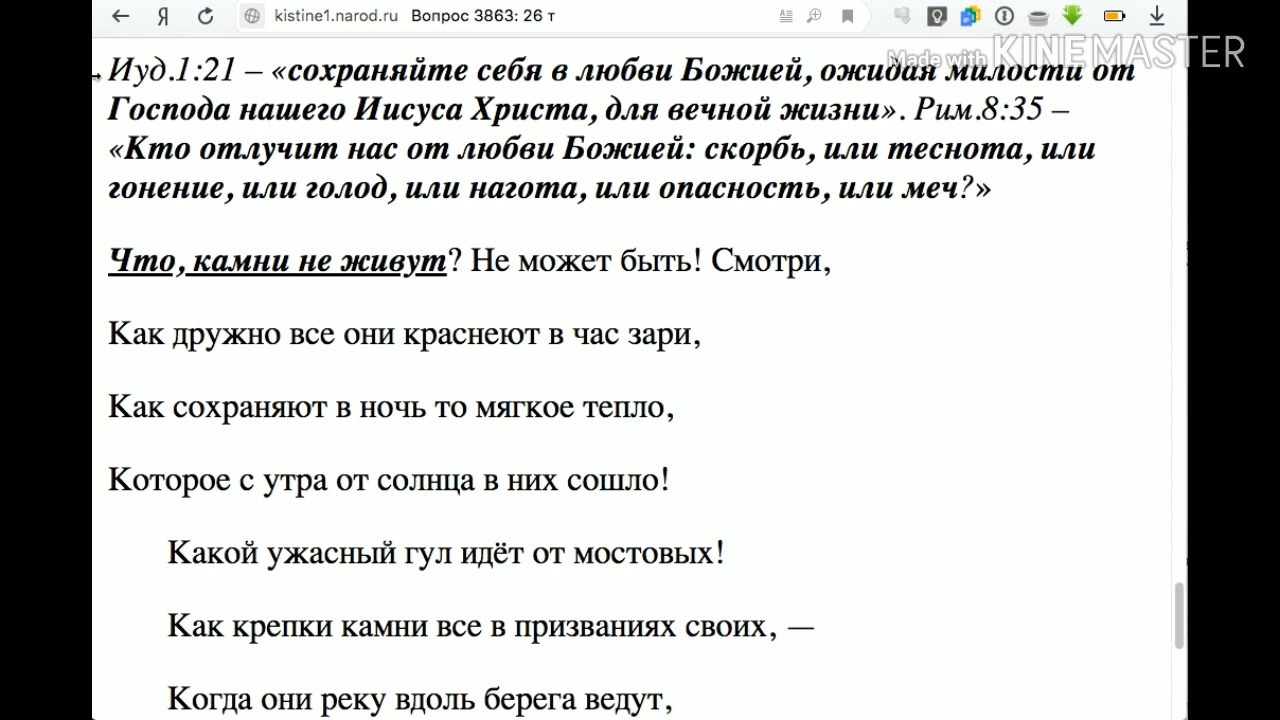 Я kistine1.narod.ru Вопрос 3863: 26 т
Made with KINEMASTER
Иуд.1:21 – «сохраняйте себя в любви Божией, ожидая милости от
Господа нашего Иисуса Христа, для вечной жизни». Рим.8:35 –
«Кто отлучит нас от любви Божией: скорбь, или теснота, или
гонение, или голод, или нагота, или опасность, или меч?»
Что, камни не живут? Не может быть! Смотри,
Как дружно все они краснеют в час зари,
Как сохраняют в ночь то мягкое тепло,
Которое с утра от солнца в них сошло!
Какой ужасный гул идёт от мостовых!
Как крепки камни все в призваниях своих, —
Когда они реку вдоль берега ведут,